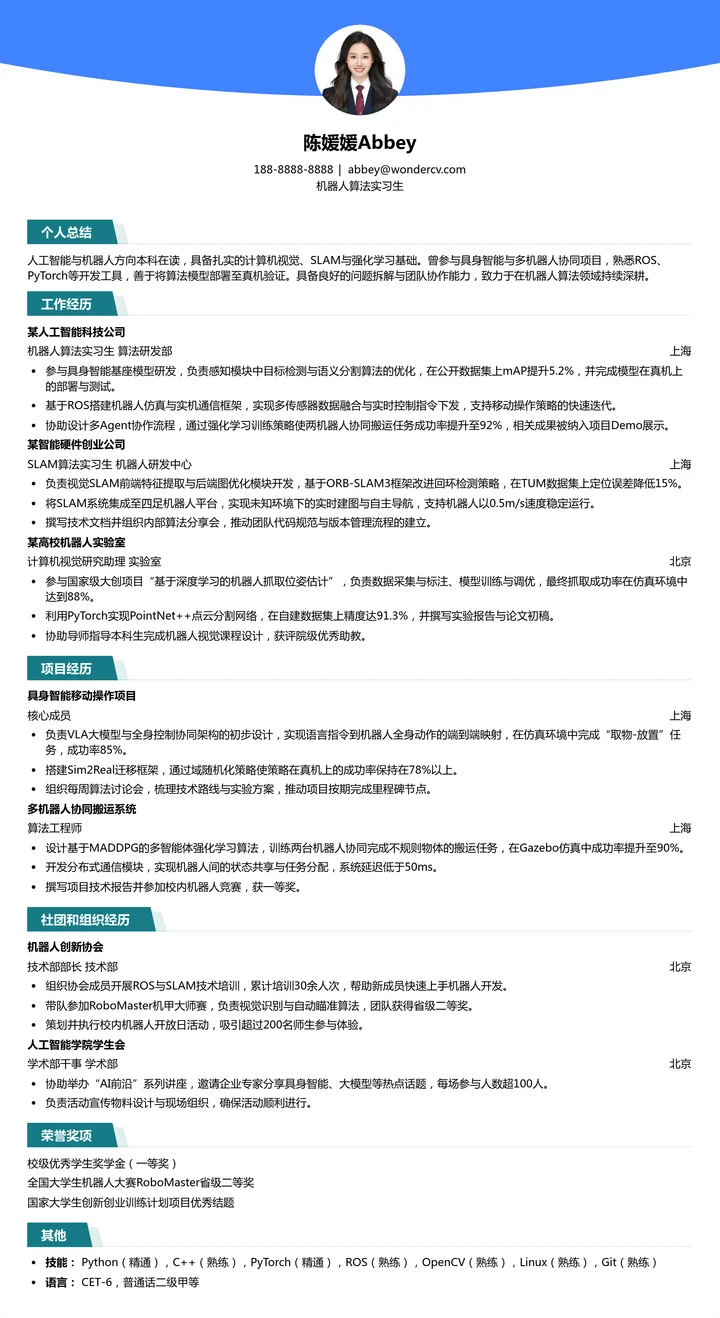 陈媛媛Abbey
188-8888-8888 | abbey@wondercv.com
机器人算法实习生
个人总结
人工智能与机器人方向本科在读，具备扎实的计算机视觉、SLAM与强化学习基础。曾参与具身智能与多机器人协同项目，熟悉ROS、
PyTorch等开发工具，善于将算法模型部署至真机验证。具备良好的问题拆解与团队协作能力，致力于在机器人算法领域持续深耕。
工作经历
某人工智能科技公司
机器人算法实习生 算法研发部 上海
• 参与具身智能基座模型研发，负责感知模块中目标检测与语义分割算法的优化，在公开数据集上mAP提升5.2%，并完成模型在真机上
的部署与测试。
• 基于ROS搭建机器人仿真与实机通信框架，实现多传感器数据融合与实时控制指令下发，支持移动操作策略的快速迭代。
• 协助设计多Agent协作流程，通过强化学习训练策略使两机器人协同搬运任务成功率提升至92%，相关成果被纳入项目Demo展示。
某智能硬件创业公司
SLAM算法实习生 机器人研发中心 上海
• 负责视觉SLAM前端特征提取与后端图优化模块开发，基于ORB-SLAM3框架改进回环检测策略，在TUM数据集上定位误差降低15%。
• 将SLAM系统集成至四足机器人平台，实现未知环境下的实时建图与自主导航，支持机器人以0.5m/s速度稳定运行。
• 撰写技术文档并组织内部算法分享会，推动团队代码规范与版本管理流程的建立。
某高校机器人实验室
计算机视觉研究助理 实验室 北京
• 参与国家级大创项目“基于深度学习的机器人抓取位姿估计”，负责数据采集与标注、模型训练与调优，最终抓取成功率在仿真环境中
达到88%。
• 利用PyTorch实现PointNet++点云分割网络，在自建数据集上精度达91.3%，并撰写实验报告与论文初稿。
• 协助导师指导本科生完成机器人视觉课程设计，获评院级优秀助教。
项目经历
具身智能移动操作项目
核心成员 上海
• 负责VLA大模型与全身控制协同架构的初步设计，实现语言指令到机器人全身动作的端到端映射，在仿真环境中完成“取物-放置”任
务，成功率85%。
• 搭建Sim2Real迁移框架，通过域随机化策略使策略在真机上的成功率保持在78%以上。
• 组织每周算法讨论会，梳理技术路线与实验方案，推动项目按期完成里程碑节点。
多机器人协同搬运系统
算法工程师 上海
• 设计基于MADDPG的多智能体强化学习算法，训练两台机器人协同完成不规则物体的搬运任务，在Gazebo仿真中成功率提升至90%。
• 开发分布式通信模块，实现机器人间的状态共享与任务分配，系统延迟低于50ms。
• 撰写项目技术报告并参加校内机器人竞赛，获一等奖。
社团和组织经历
机器人创新协会
技术部部长 技术部 北京
• 组织协会成员开展ROS与SLAM技术培训，累计培训30余人次，帮助新成员快速上手机器人开发。
• 带队参加RoboMaster机甲大师赛，负责视觉识别与自动瞄准算法，团队获得省级二等奖。
• 策划并执行校内机器人开放日活动，吸引超过200名师生参与体验。
人工智能学院学生会
学术部干事 学术部 北京
• 协助举办“AI前沿”系列讲座，邀请企业专家分享具身智能、大模型等热点话题，每场参与人数超100人。
• 负责活动宣传物料设计与现场组织，确保活动顺利进行。
荣誉奖项
校级优秀学生奖学金（一等奖）
全国大学生机器人大赛RoboMaster省级二等奖
国家大学生创新创业训练计划项目优秀结题
其他
• 技能： Python（精通），C++（熟练），PyTorch（精通），ROS（熟练），OpenCV（熟练），Linux（熟练），Git（熟练）
• 语言： CET-6，普通话二级甲等